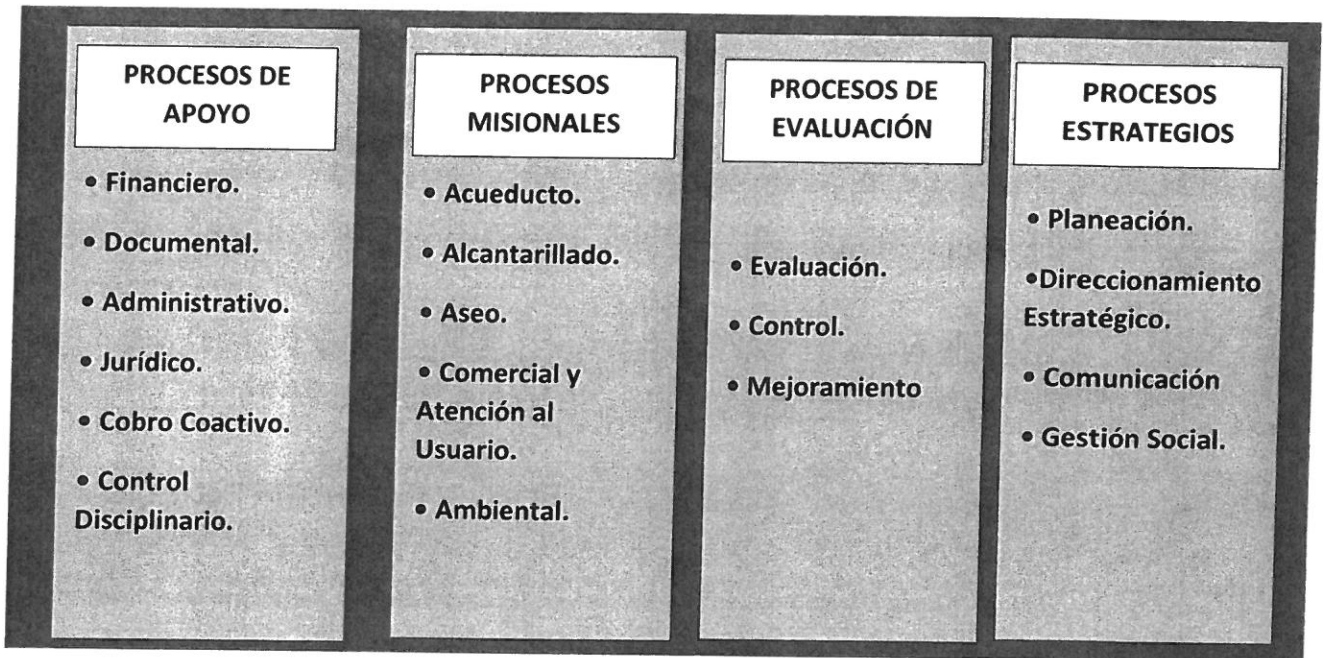 PROCESOS DE
APOYO
• Financiero.
• Documental.
• Administrativo.
• Jurídico.
• Cobro Coactivo.
• Control
Disciplinario.
PROCESOS
MISIONALES
• Acueducto.
• Alcantarillado.
• Aseo.
• Comercial y
Atención al
Usuario.
• Ambiental.
PROCESOS DE
EVALUACIÓN
• Evaluación.
• Control.
• Mejoramiento
PROCESOS
ESTRATEGIOS
• Planeación.
•Direccionamiento
Estratégico.
• Comunicación
• Gestión Social.